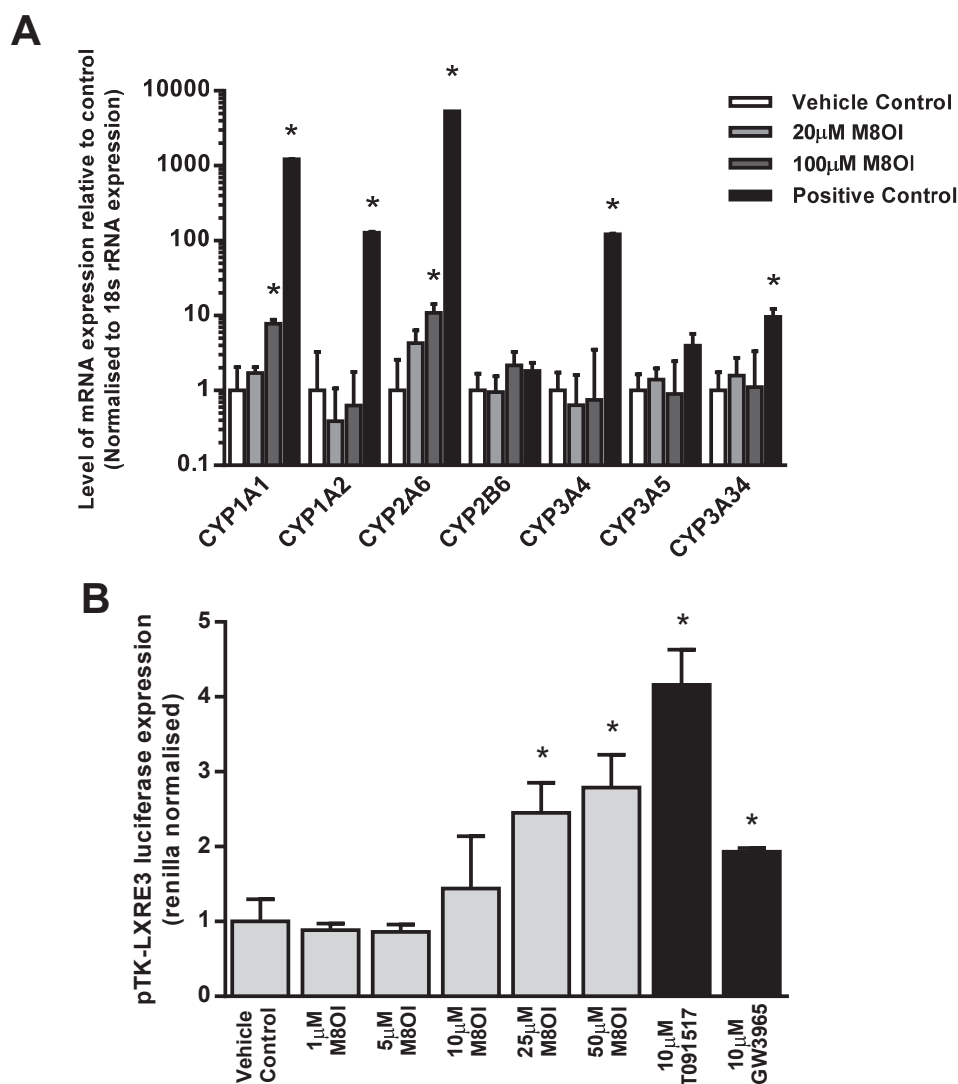 A
Level of mRNA expression relative to control
(Normalised to 18s rRNA expression)
10000
1000
100
10
1
0.1
*
*
*
*
*
*
*
Vehicle Control
20μM M8OI
100μM M8OI
Positive Control
CYP1A1
CYP1A2
CYP2A6
CYP2B6
CYP3A4
CYP3A5
CYP3A34
B
pTK-LXRE3 luciferase expression
(renilla normalised)
5
4
3
2
1
0
*
*
*
*
Vehicle
Control
1μM
M8OI
5μM
M8OI
10μM
M8OI
25μM
M8OI
50μM
M8OI
10μM
T091517
10μM
GW3965